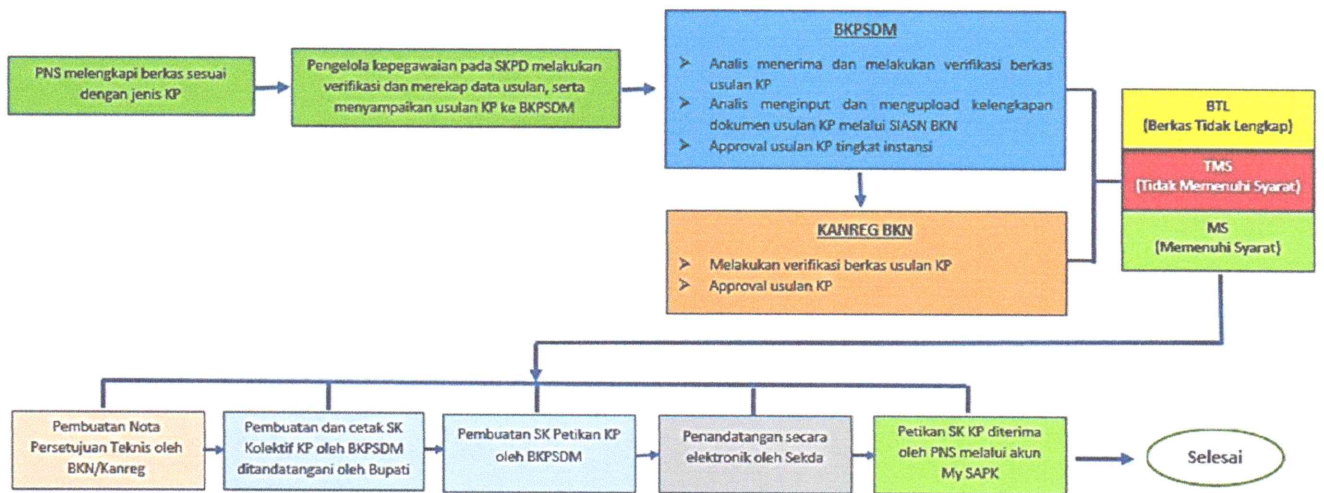 PNS melengkapi berkas sesuai
dengan jenis KP
Pengelola kepegawaian pada SKPD melakukan
verifikasi dan merekap data usulan, serta
menyampaikan usulan KP ke BKPSDM
BKPSDM
➤ Analis menerima dan melakukan verifikasi berkas
usulan KP
➤ Analis menginput dan mengupload kelengkapan
dokumen usulan KP melalui SIASN BKN
➤ Approval usulan KP tingkat instansi
KANREG BKN
➤ Melakukan verifikasi berkas usulan KP
➤ Approval usulan KP
BTL
(Berkas Tidak Lengkap)
TMS
(Tidak Memenuhi Syarat)
MS
(Memenuhi Syarat)
Pembuatan Nota
Persetujuan Teknis oleh
BKN/Kanreg
Pembuatan dan cetak SK
Kolektif KP oleh BKPSDM
ditandatangani oleh Bupati
Pembuatan SK Petikan KP
oleh BKPSDM
Penandatangan secara
elektronik oleh Sekda
Petikan SK KP diterima
oleh PNS melalui akun
My SAPK
Selesai